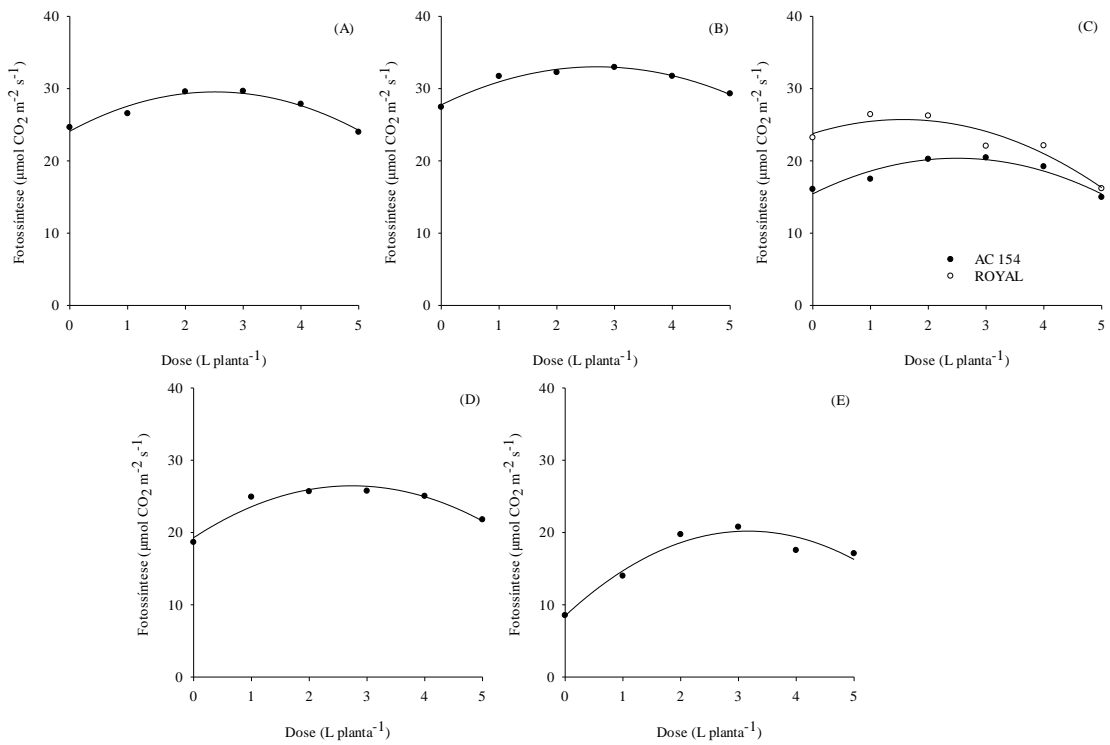 (A)
Fotossíntese (μmol CO2 m-2 s-1)
40
30
20
10
0
0 1 2 3 4 5
Dose (L planta-1)
(B)
Fotossíntese (μmol CO2 m-2 s-1)
40
30
20
10
0
0 1 2 3 4 5
Dose (L planta-1)
(C)
Fotossíntese (μmol CO2 m-2 s-1)
40
30
20
10
0
AC 154
ROYAL
0 1 2 3 4 5
Dose (L planta-1)
(D)
Fotossíntese (μmol CO2 m-2 s-1)
40
30
20
10
0
0 1 2 3 4 5
Dose (L planta-1)
(E)
Fotossíntese (μmol CO2 m-2 s-1)
40
30
20
10
0
0 1 2 3 4 5
Dose (L planta-1)